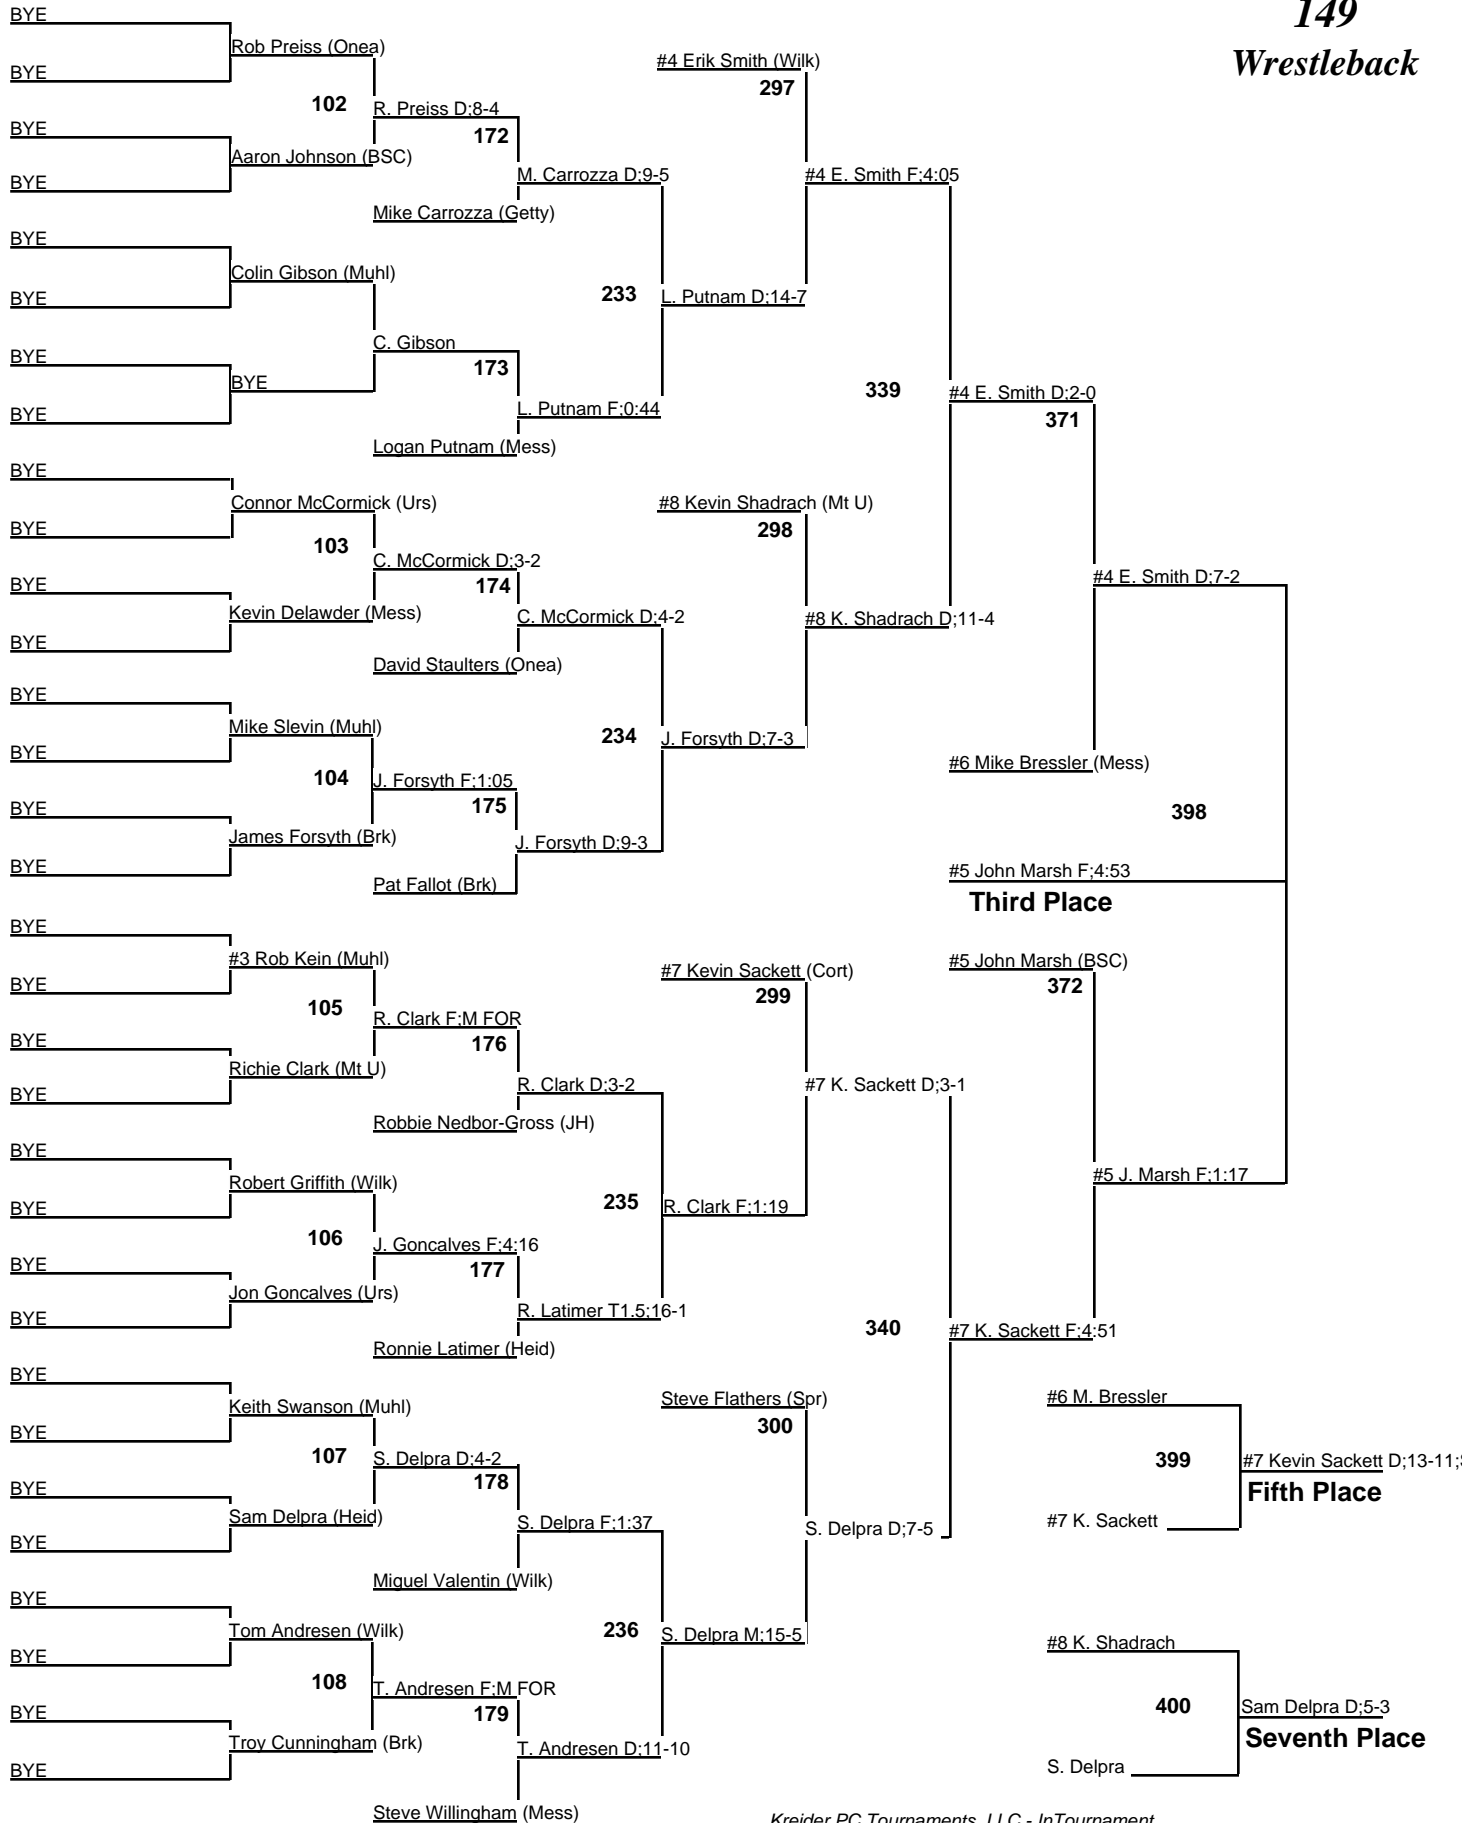 149
Wrestleback
BYE
Rob Preiss (Onea)
BYE
102
R. Preiss D;8-4
172
BYE
Aaron Johnson (BSC)
BYE
M. Carrozza D;9-5
Mike Carrozza (Getty)
#4 Erik Smith (Wilk)
297
#4 E. Smith F;4:05
BYE
Colin Gibson (Muhl)
BYE
233
L. Putnam D;14-7
C. Gibson
173
BYE
BYE
BYE
L. Putnam F;0:44
Logan Putnam (Mess)
339
#4 E. Smith D;2-0
371
BYE
Connor McCormick (Urs)
BYE
103
C. McCormick D;3-2
174
BYE
Kevin Delawder (Mess)
BYE
C. McCormick D;4-2
David Staulters (Onea)
#8 Kevin Shadrach (Mt U)
298
#8 K. Shadrach D;11-4
#4 E. Smith D;7-2
BYE
Mike Slevin (Muhl)
BYE
234
J. Forsyth D;7-3
104
J. Forsyth F;1:05
175
BYE
James Forsyth (Brk)
BYE
J. Forsyth D;9-3
Pat Fallot (Brk)
#6 Mike Bressler (Mess)
398
#5 John Marsh F;4:53
Third Place
BYE
#3 Rob Kein (Muhl)
BYE
105
R. Clark F;M FOR
176
BYE
Richie Clark (Mt U)
BYE
R. Clark D;3-2
Robbie Nedbor-Gross (JH)
#7 Kevin Sackett (Cort)
299
#7 K. Sackett D;3-1
#5 John Marsh (BSC)
372
#5 J. Marsh F;1:17
BYE
Robert Griffith (Wilk)
BYE
235
R. Clark F;1:19
106
J. Goncalves F;4:16
177
BYE
Jon Goncalves (Urs)
BYE
R. Latimer T1.5;16-1
Ronnie Latimer (Heid)
340
#7 K. Sackett F;4:51
BYE
Keith Swanson (Muhl)
BYE
107
S. Delpra D;4-2
178
BYE
Sam Delpra (Heid)
BYE
S. Delpra F;1:37
Miguel Valentin (Wilk)
Steve Flathers (Spr)
300
S. Delpra D;7-5
#6 M. Bressler
399
#7 Kevin Sackett D;13-11;
Fifth Place
#7 K. Sackett
BYE
Tom Andresen (Wilk)
BYE
236
S. Delpra M;15-5
108
T. Andresen F;M FOR
179
BYE
Troy Cunningham (Brk)
BYE
T. Andresen D;11-10
Steve Willingham (Mess)
#8 K. Shadrach
400
Sam Delpra D;5-3
Seventh Place
S. Delpra
Kreider PC Tournaments, LLC - InTournament